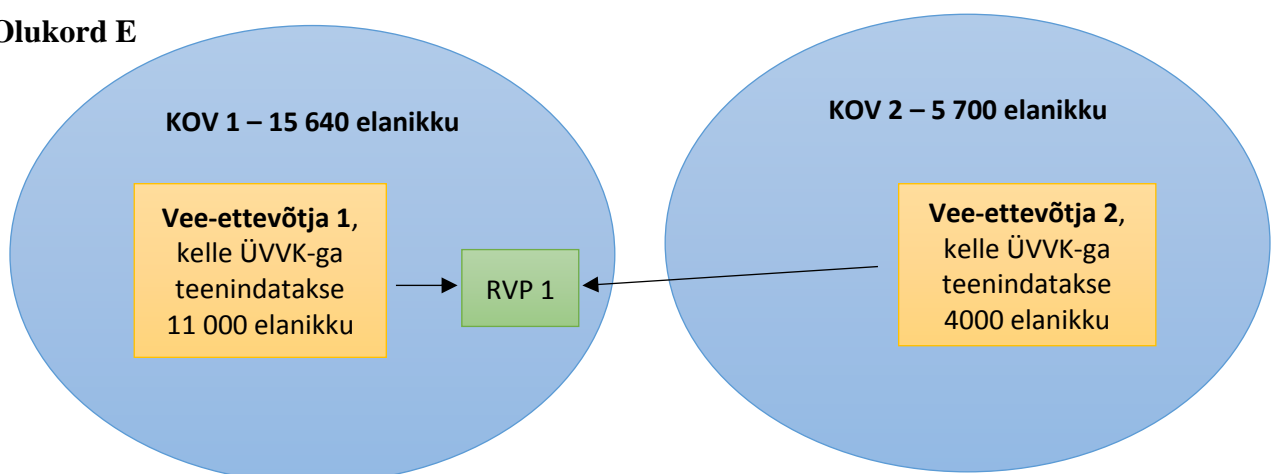 Olukord E
KOV 1 – 15 640 elanikku
Vee-ettevõtja 1,
kelle ÜVVK-ga
teenindatakse
11 000 elanikku
RVP 1
KOV 2 – 5 700 elanikku
Vee-ettevõtja 2,
kelle ÜVVK-ga
teenindatakse
4000 elanikku